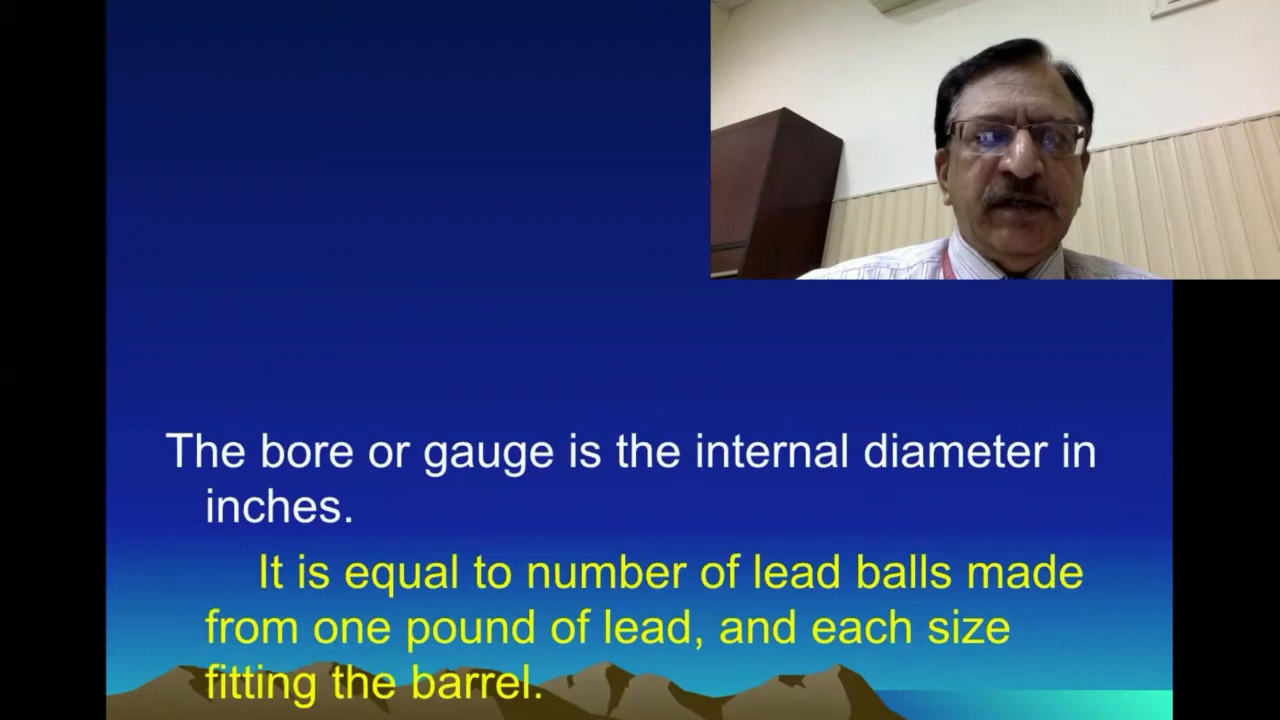 The bore or gauge is the internal diameter in
inches.
It is equal to number of lead balls made
from one pound of lead, and each size
fitting the barrel.